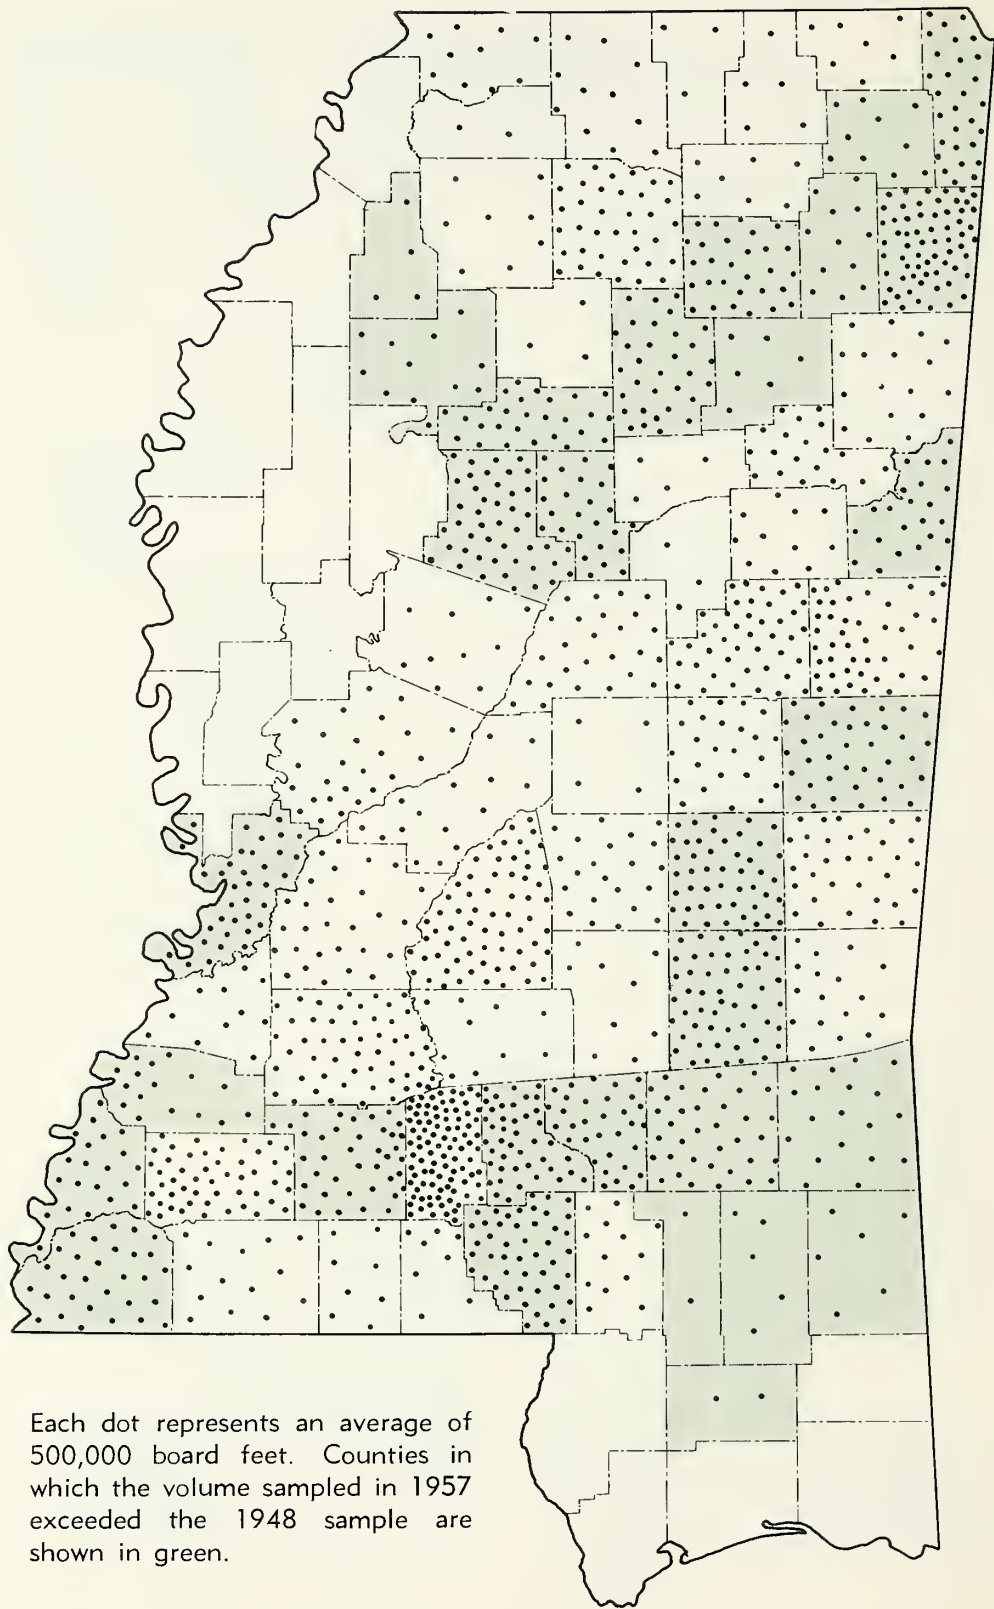 Each dot represents an average of
500,000 board feet. Counties in
which the volume sampled in 1957
exceeded the 1948 sample are
shown in green.